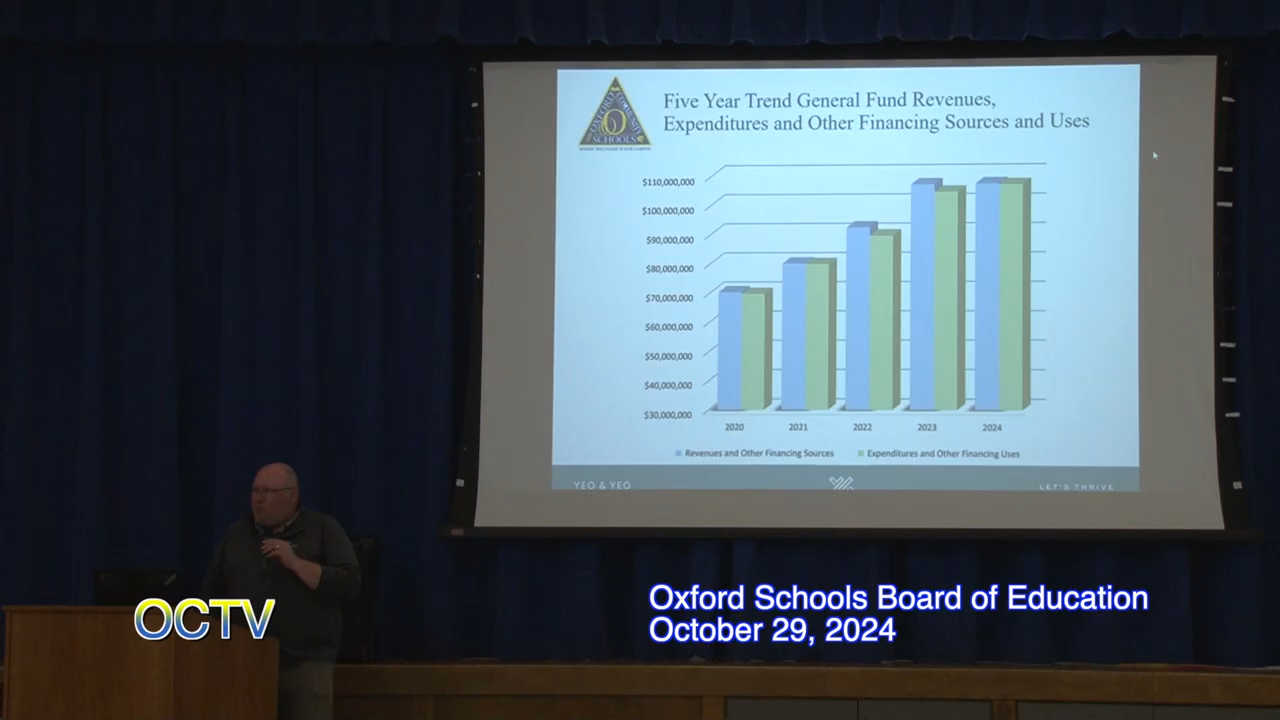 Five Year Trend General Fund Revenues,
Expenditures and Other Financing Sources and Uses
OXFORD COMMUNITY SCHOOLS
$110,000,000
$100,000,000
$90,000,000
$80,000,000
$70,000,000
$60,000,000
$50,000,000
$40,000,000
$30,000,000
2020 2021 2022 2023 2024
Revenues and Other Financing Sources Expenditures and Other Financing Uses
YEO & YEO LET'S THRIVE
OCTV
Oxford Schools Board of Education
October 29, 2024